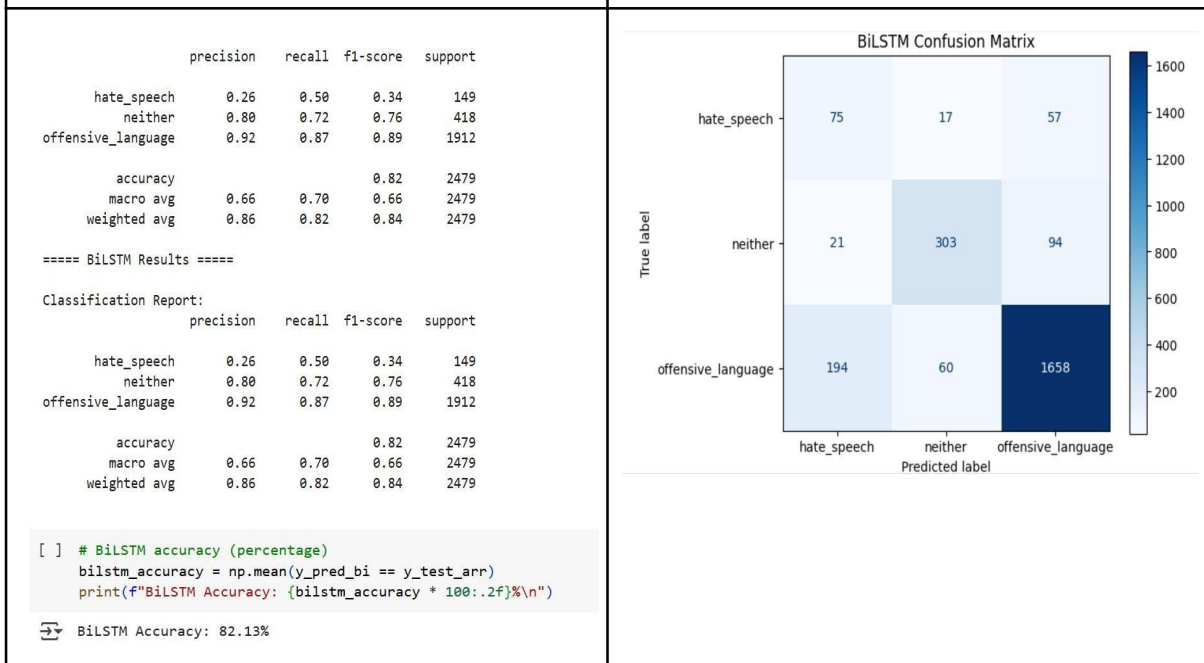 precision recall f1-score support
hate_speech 0.26 0.50 0.34 149
neither 0.80 0.72 0.76 418
offensive_language 0.92 0.87 0.89 1912
accuracy 0.82 2479
macro avg 0.66 0.70 0.66 2479
weighted avg 0.86 0.82 0.84 2479
===== BiLSTM Results =====
Classification Report:
precision recall f1-score support
hate_speech 0.26 0.50 0.34 149
neither 0.80 0.72 0.76 418
offensive_language 0.92 0.87 0.89 1912
accuracy 0.82 2479
macro avg 0.66 0.70 0.66 2479
weighted avg 0.86 0.82 0.84 2479
[ ] # BiLSTM accuracy (percentage)
bilstm_accuracy = np.mean(y_pred_bi == y_test_arr)
print(f"BiLSTM Accuracy: {bilstm_accuracy * 100:.2f}%\n")
BiLSTM Accuracy: 82.13%
BiLSTM Confusion Matrix
True label
hate_speech 75 17 57
neither 21 303 94
offensive_language 194 60 1658
hate_speech neither offensive_language
Predicted label
1600
1400
1200
1000
800
600
400
200